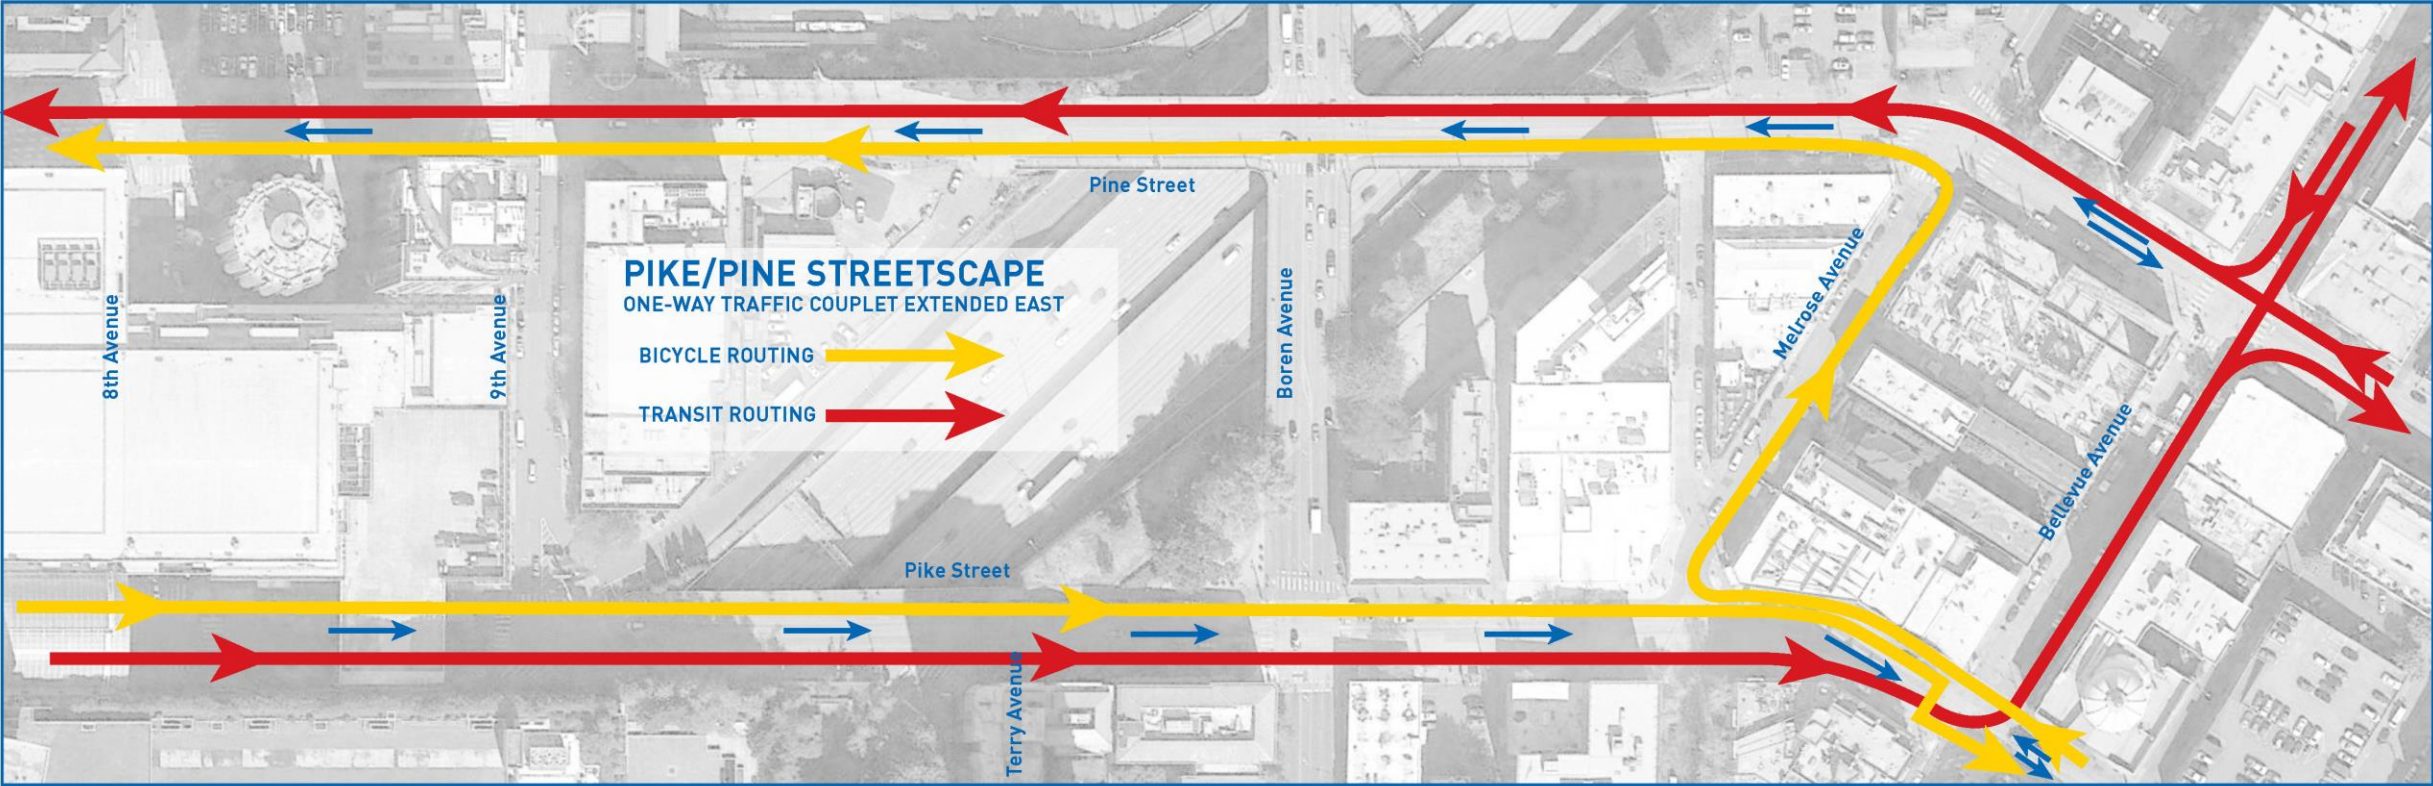 Pine Street
PIKE/PINE STREETSCAPE
ONE-WAY TRAFFIC COUPLET EXTENDED EAST
BICYCLE ROUTING
TRANSIT ROUTING
8th Avenue
9th Avenue
Boren Avenue
Melrose Avenue
Bellevue Avenue
Pike Street
Terry Avenue